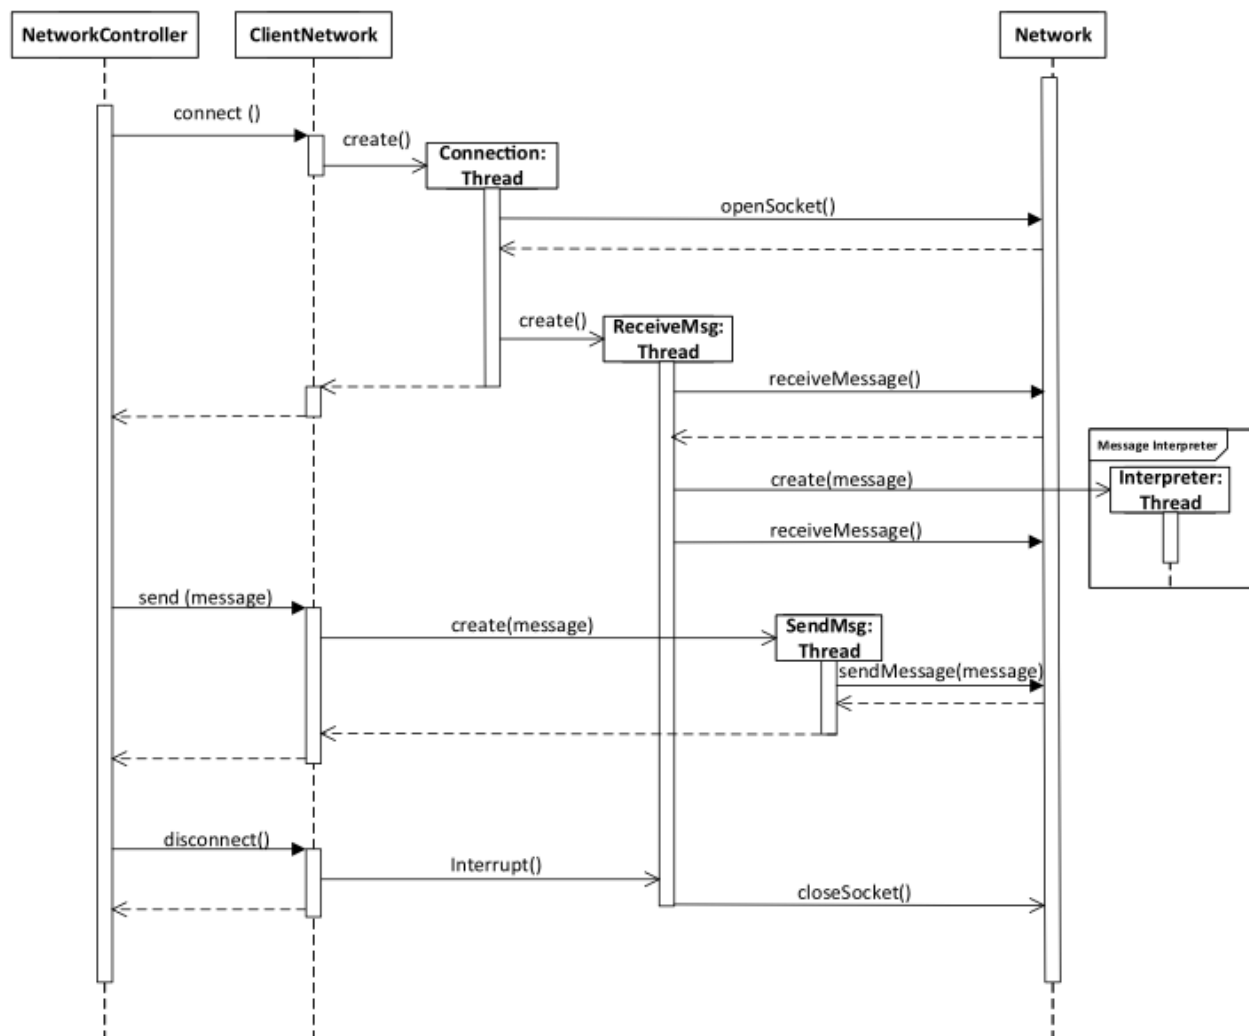 NetworkController
ClientNetwork
Network
connect ()
create()
Connection:
Thread
openSocket()
create()
ReceiveMsg:
Thread
receiveMessage()
Message Interpreter
create(message)
Interpreter:
Thread
receiveMessage()
send (message)
create(message)
SendMsg:
Thread
sendMessage(message)
disconnect()
Interrupt()
closeSocket()